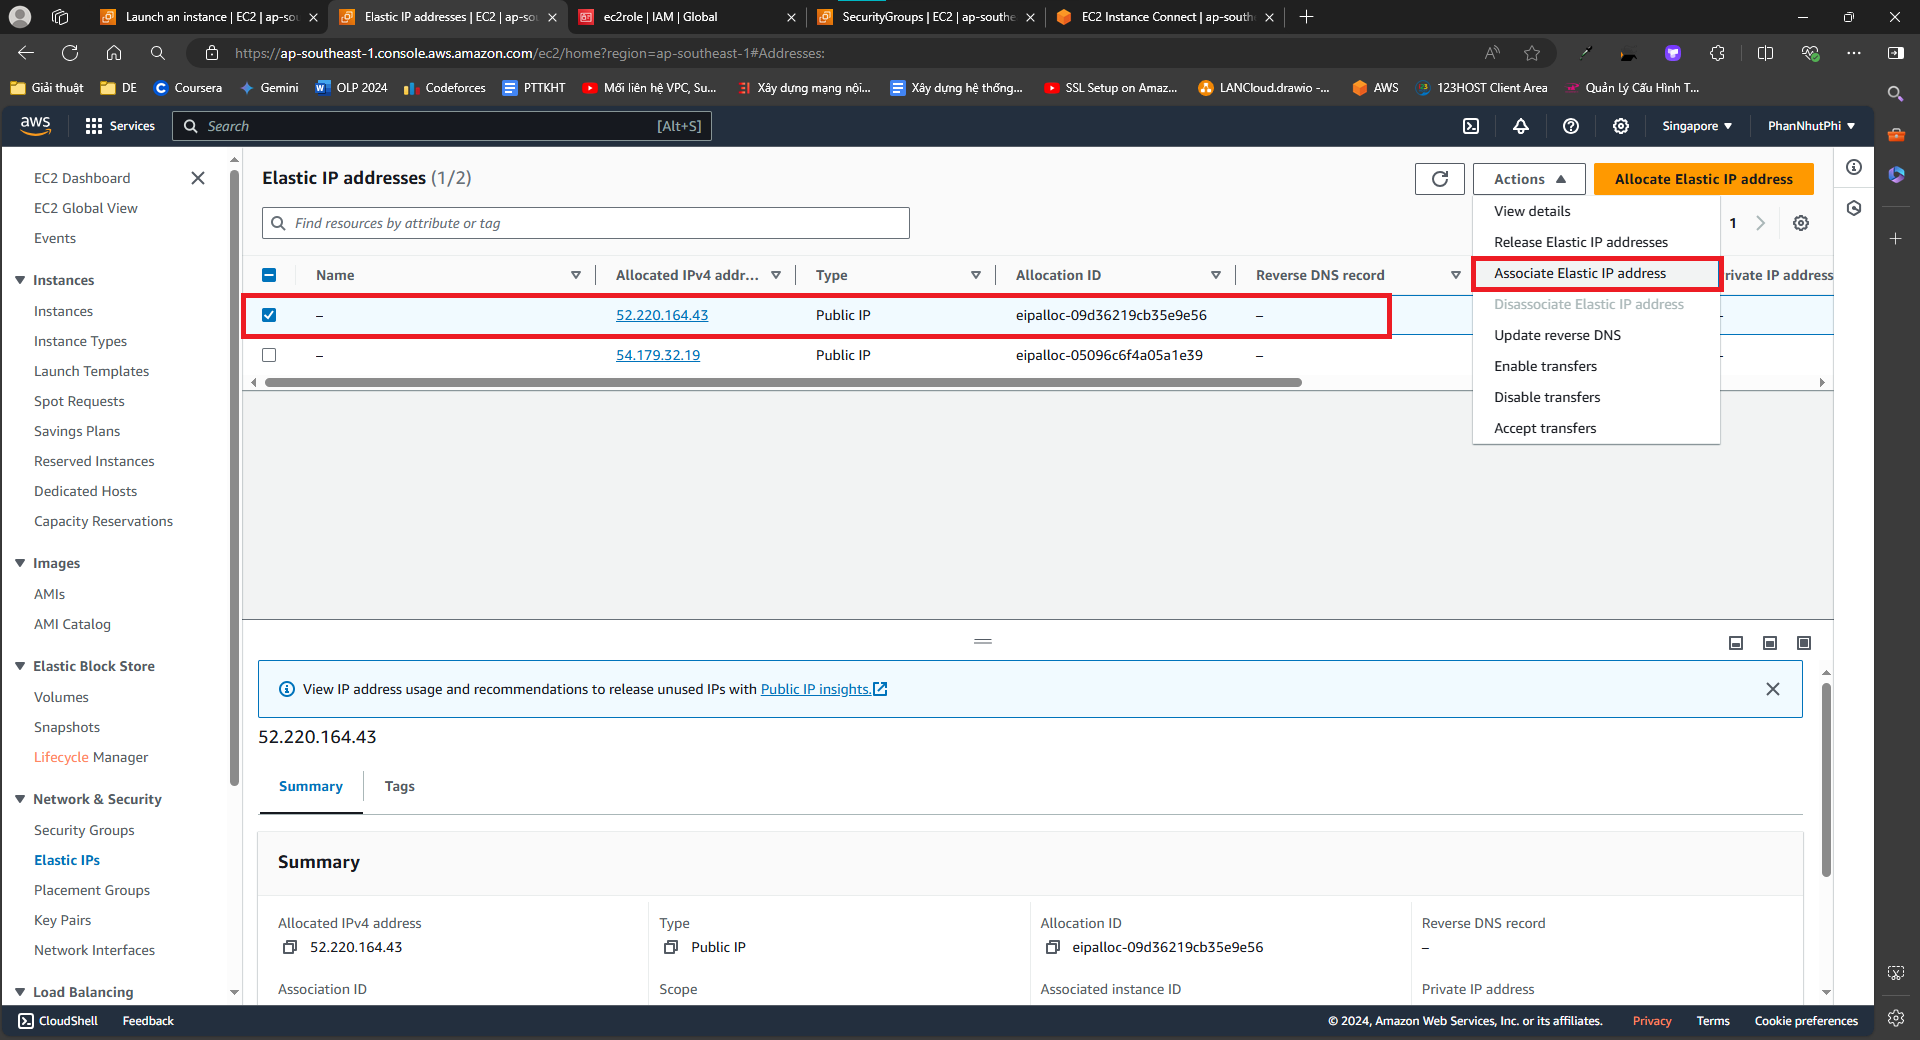 Launch an instance | EC2 | ap-so
Elastic IP addresses | EC2 | ap-sou
ec2role | IAM | Global
SecurityGroups | EC2 | ap-southe
EC2 Instance Connect | ap-south
https://ap-southeast-1.console.aws.amazon.com/ec2/home?region=ap-southeast-1#Addresses:
Giải thuật
DE
Coursera
Gemini
OLP 2024
Codeforces
PTTKHT
Mối liên hệ VPC, Su...
Xây dựng mạng nội...
Xây dựng hệ thống...
SSL Setup on Amaz...
LANCloud.drawio -...
AWS
123HOST Client Area
Quản Lý Cấu Hình T...
aws
Services
Search
[Alt+S]
Singapore
PhanNhutPhi
EC2 Dashboard
EC2 Global View
Events
Instances
Instances
Instance Types
Launch Templates
Spot Requests
Savings Plans
Reserved Instances
Dedicated Hosts
Capacity Reservations
Images
AMIs
AMI Catalog
Elastic Block Store
Volumes
Snapshots
Lifecycle Manager
Network & Security
Security Groups
Elastic IPs
Placement Groups
Key Pairs
Network Interfaces
Load Balancing
Elastic IP addresses (1/2)
Actions
Allocate Elastic IP address
Find resources by attribute or tag
1
View details
Release Elastic IP addresses
Associate Elastic IP address
Disassociate Elastic IP address
Update reverse DNS
Enable transfers
Disable transfers
Accept transfers
Name
Allocated IPv4 addr...
Type
Allocation ID
Reverse DNS record
rivate IP address
–
52.220.164.43
Public IP
eipalloc-09d36219cb35e9e56
–
–
–
54.179.32.19
Public IP
eipalloc-05096c6f4a05a1e39
–
–
View IP address usage and recommendations to release unused IPs with Public IP insights.
52.220.164.43
Summary
Tags
Summary
Allocated IPv4 address
52.220.164.43
Type
Public IP
Allocation ID
eipalloc-09d36219cb35e9e56
Reverse DNS record
–
Association ID
Scope
Associated instance ID
Private IP address
CloudShell
Feedback
© 2024, Amazon Web Services, Inc. or its affiliates.
Privacy
Terms
Cookie preferences